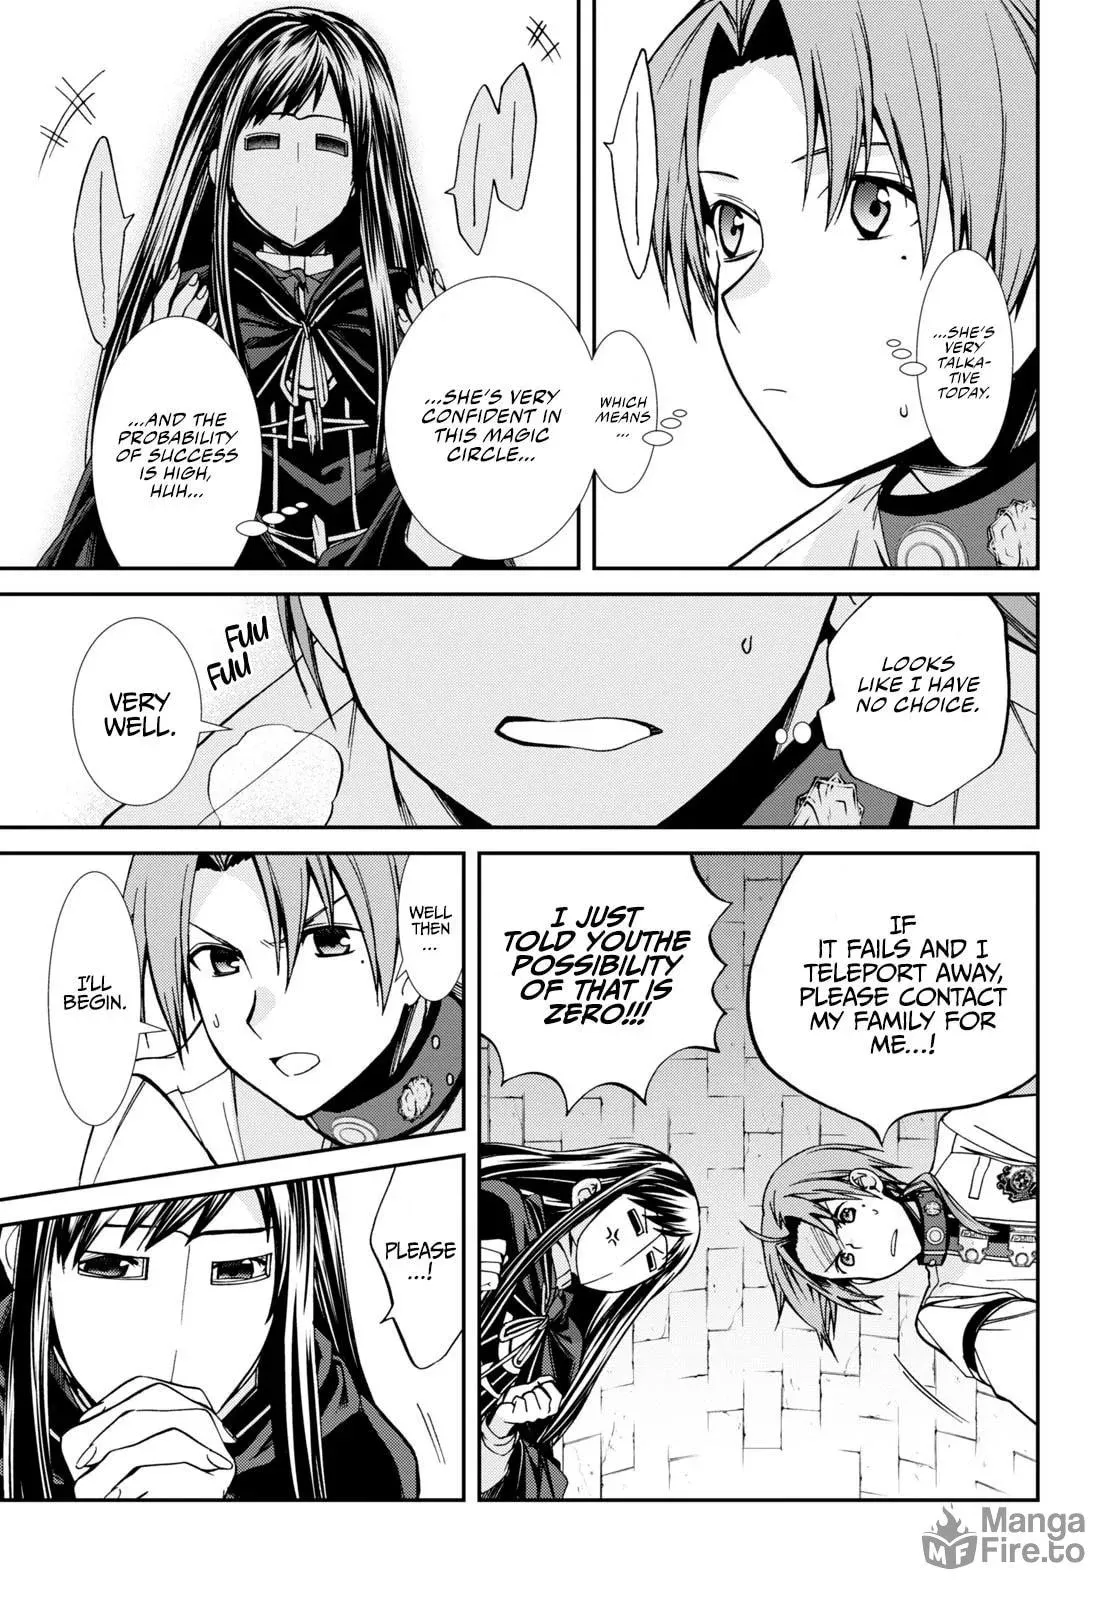 ...SHE'S
VERY
TALKA-
TIVE
TODAY.
WHICH
MEANS
...
...SHE'S VERY
CONFIDENT IN
THIS MAGIC
CIRCLE...
...AND THE
PROBABILITY
OF SUCCESS
IS HIGH,
HUH...
LOOKS
LIKE I HAVE
NO CHOICE.
FUU
FUU
VERY
WELL.
IF
IT FAILS AND I
TELEPORT AWAY,
PLEASE CONTACT
MY FAMILY FOR
ME...!
I JUST
TOLD YOUTHE
POSSIBILITY
OF THAT IS
ZERO!!!
WELL
THEN
...
I'LL
BEGIN.
PLEASE
...!
Manga
Fire.to
MF